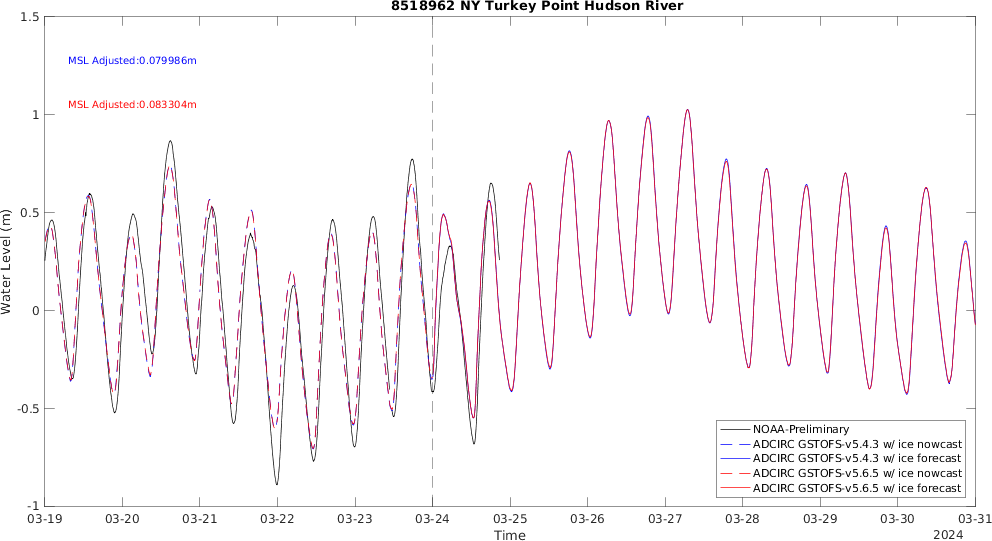 8518962 NY Turkey Point Hudson River
MSL Adjusted:0.079986m
MSL Adjusted:0.083304m
Water Level (m)
1.5
1
0.5
0
-0.5
-1
NOAA-Preliminary
ADCIRC GSTOFS-v5.4.3 w/ ice nowcast
ADCIRC GSTOFS-v5.4.3 w/ ice forecast
ADCIRC GSTOFS-v5.6.5 w/ ice nowcast
ADCIRC GSTOFS-v5.6.5 w/ ice forecast
03-19 03-20 03-21 03-22 03-23 03-24 03-25 03-26 03-27 03-28 03-29 03-30 03-31
Time
2024